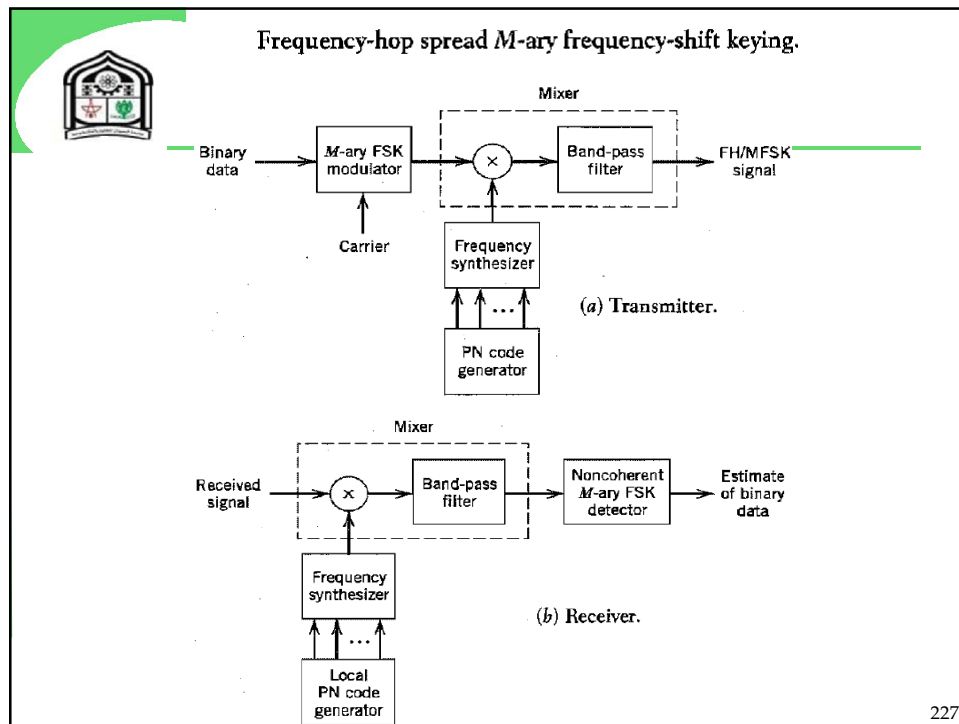 Frequency-hop spread M-ary frequency-shift keying.
Mixer
Binary
data
M-ary FSK
modulator
×
Band-pass
filter
FH/MFSK
signal
Carrier
Frequency
synthesizer
...
(a) Transmitter.
PN code
generator
Mixer
Received
signal
×
Band-pass
filter
Noncoherent
M-ary FSK
detector
Estimate
of binary
data
Frequency
synthesizer
...
(b) Receiver.
Local
PN code
generator
227